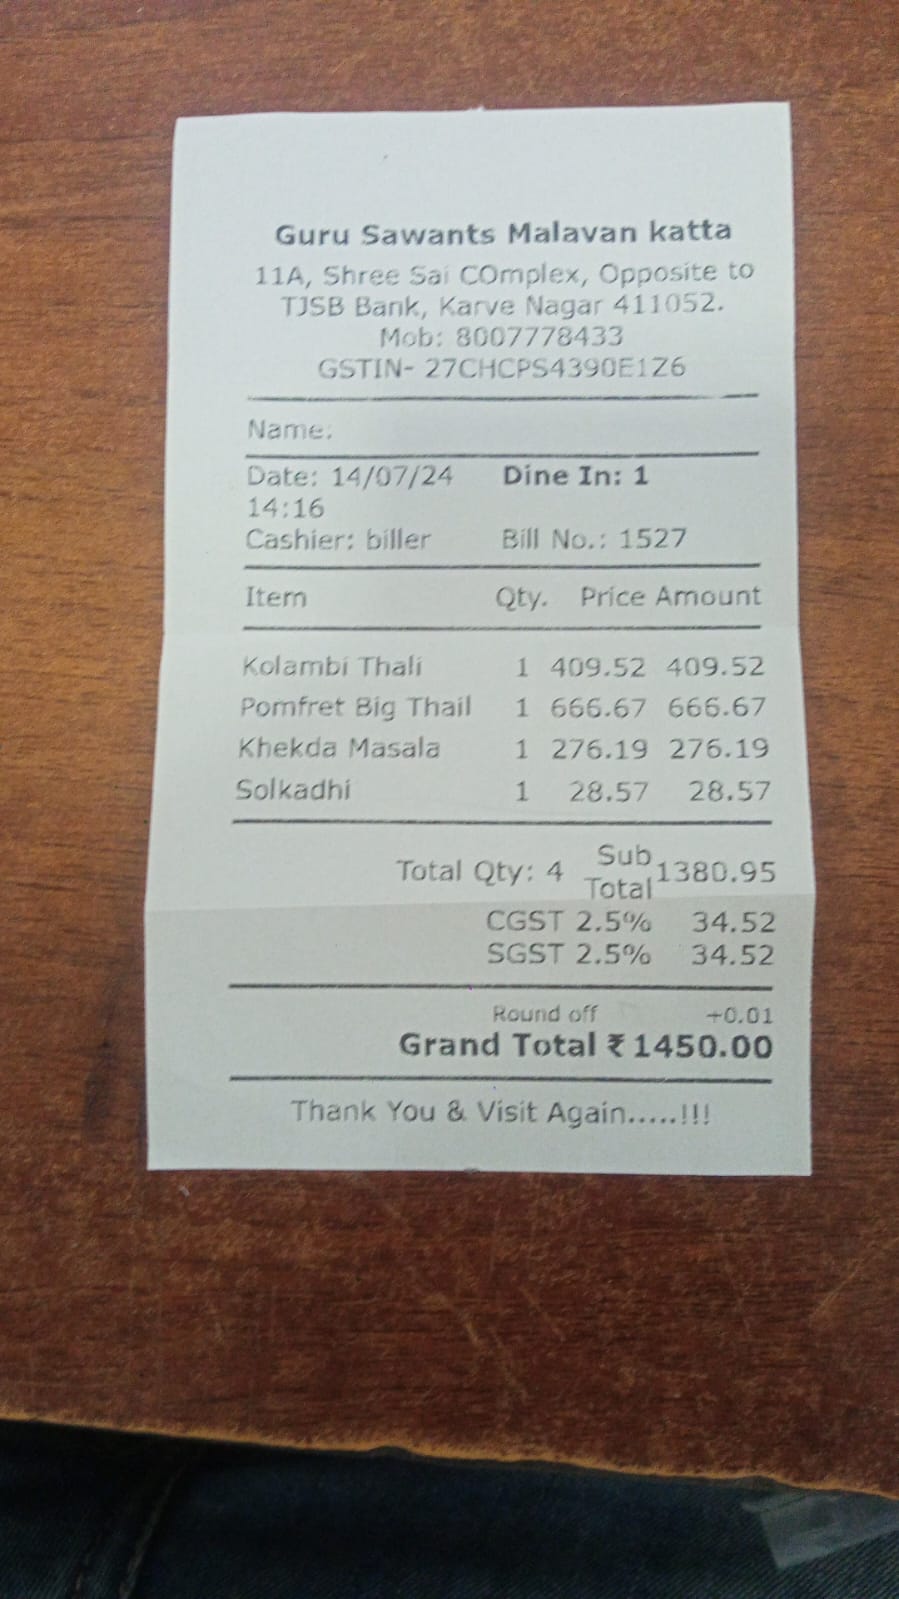 Guru Sawants Malavan katta
11A, Shree Sai COmplex, Opposite to
TJSB Bank, Karve Nagar 411052.
Mob: 8007778433
GSTIN- 27CHCPS4390E1Z6
Name:
Date: 14/07/24 Dine In: 1
14:16
Cashier: biller Bill No.: 1527
Item Qty. Price Amount
Kolambi Thali 1 409.52 409.52
Pomfret Big Thail 1 666.67 666.67
Khekda Masala 1 276.19 276.19
Solkadhi 1 28.57 28.57
Total Qty: 4 Sub Total 1380.95
CGST 2.5% 34.52
SGST 2.5% 34.52
Round off +0.01
Grand Total ₹ 1450.00
Thank You & Visit Again.....!!!